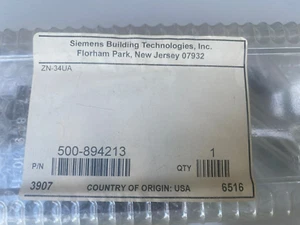 Siemens Building Technologies, Inc.
Florham Park, New Jersey 07932
ZN-34UA
P/N 500-894213 QTY 1
3907 COUNTRY OF ORIGIN: USA 6516